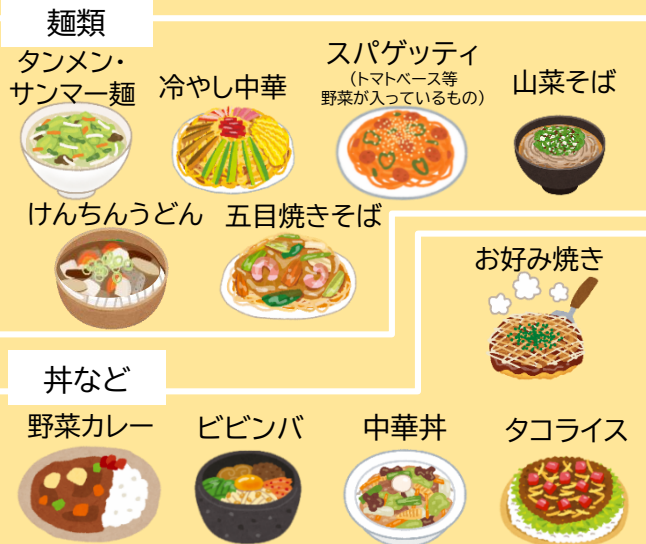 麺類
タンメン・
サンマー麺
冷やし中華
スパゲッティ
（トマトベース等
野菜が入っているもの）
山菜そば
けんちんうどん
五目焼きそば
お好み焼き
丼など
野菜カレー
ビビンバ
中華丼
タコライス